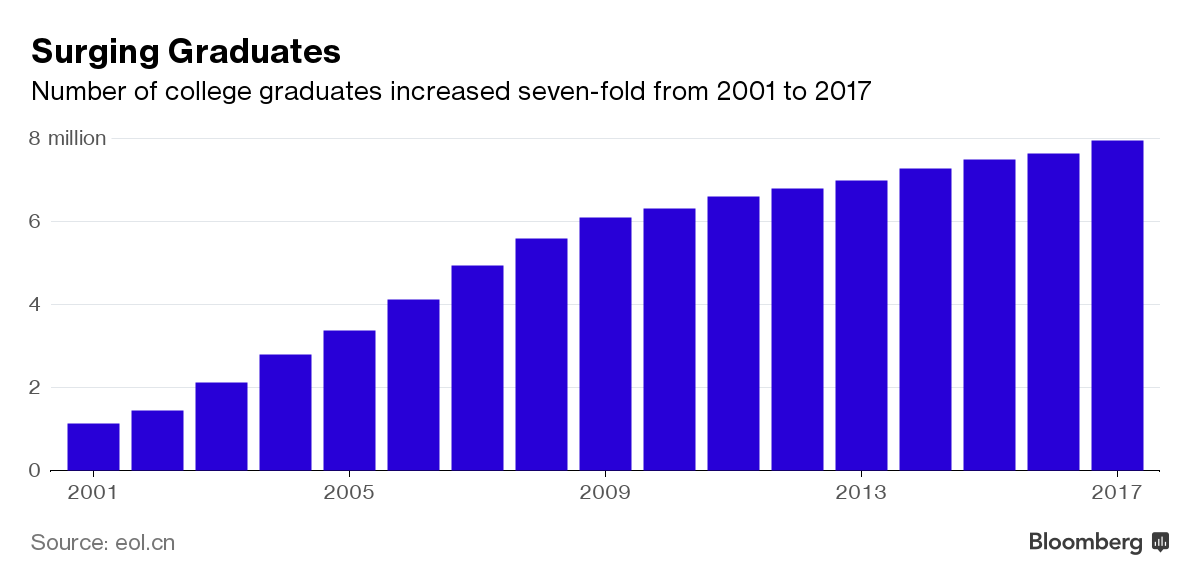 Surging Graduates
Number of college graduates increased seven-fold from 2001 to 2017
8 million
6
4
2
0
2001 2005 2009 2013 2017
Source: eol.cn
Bloomberg